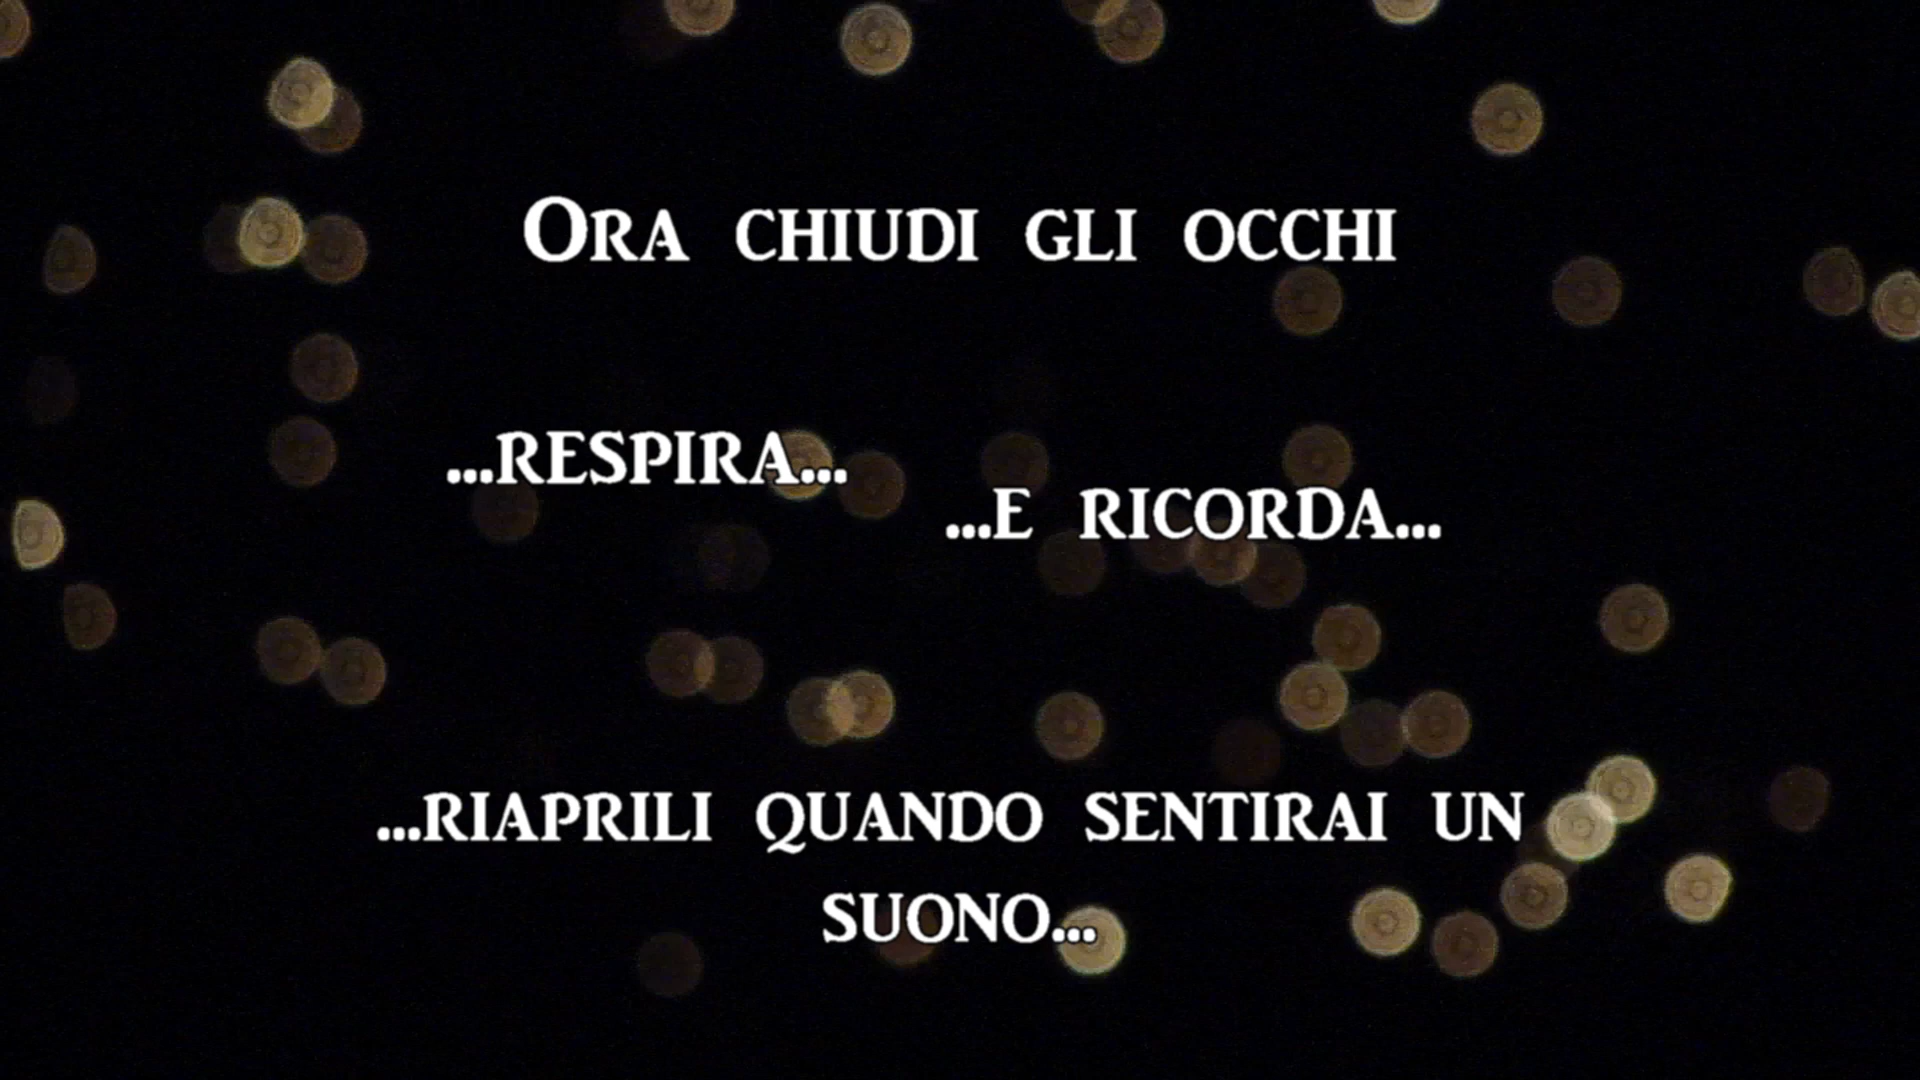 Ora chiudi gli occhi
...respira...
...e ricorda...
...riaprili quando sentirai un
suono...